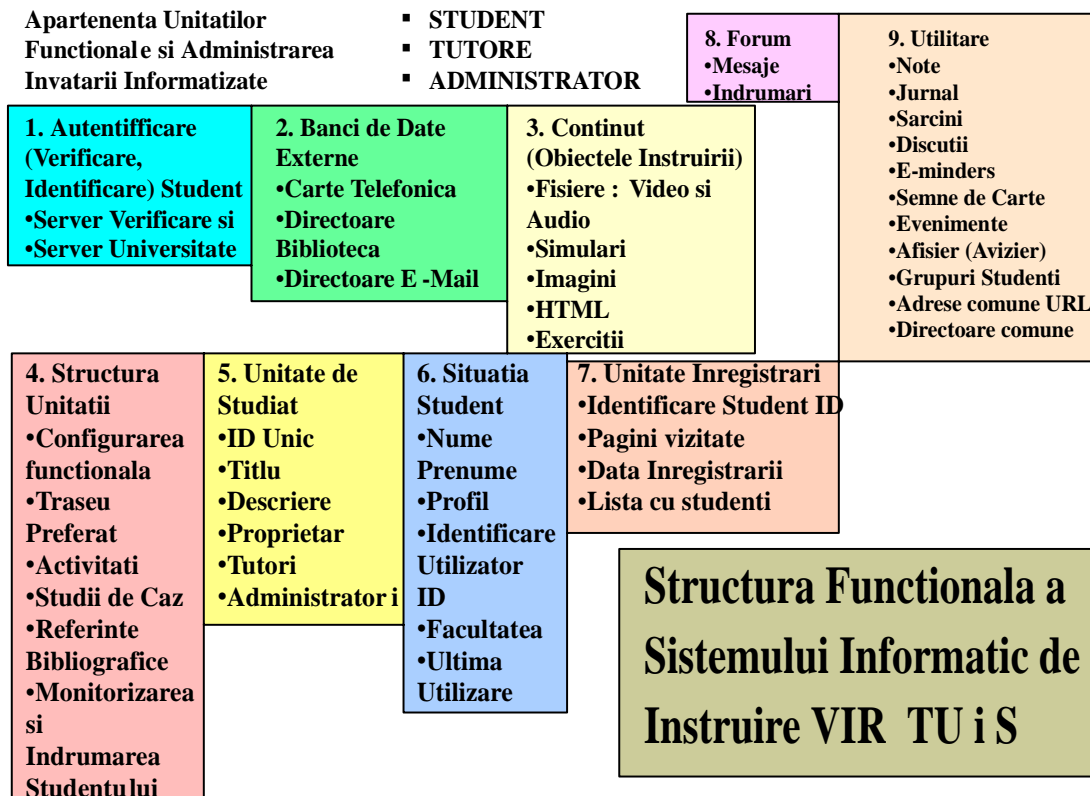 Apartenenta Unitatilor
Functionale si Administrarea
Invatarii Informatizate
▪ STUDENT
▪ TUTORE
▪ ADMINISTRATOR
8. Forum
•Mesaje
•Indrumari
9. Utilitare
•Note
•Jurnal
•Sarcini
•Discutii
•E-minders
•Semne de Carte
•Evenimente
•Afisier (Avizier)
•Grupuri Studenti
•Adrese comune URL
•Directoare comune
1. Autentifficare
(Verificare,
Identificare) Student
•Server Verificare si
•Server Universitate
2. Banci de Date
Externe
•Carte Telefonica
•Directoare
Biblioteca
•Directoare E -Mail
3. Continut
(Obiectele Instruirii)
•Fisiere : Video si
Audio
•Simulari
•Imagini
•HTML
•Exercitii
4. Structura
Unitatii
•Configurarea
functionala
•Traseu
Preferat
•Activitati
•Studii de Caz
•Referinte
Bibliografice
•Monitorizarea
si
Indrumarea
Studentului
5. Unitate de
Studiat
•ID Unic
•Titlu
•Descriere
•Proprietar
•Tutori
•Administrator i
6. Situatia
Student
•Nume
Prenume
•Profil
•Identificare
Utilizator
ID
•Facultatea
•Ultima
Utilizare
7. Unitate Inregistrari
•Identificare Student ID
•Pagini vizitate
•Data Inregistrarii
•Lista cu studenti
Structura Functionala a
Sistemului Informatic de
Instruire VIR TU i S